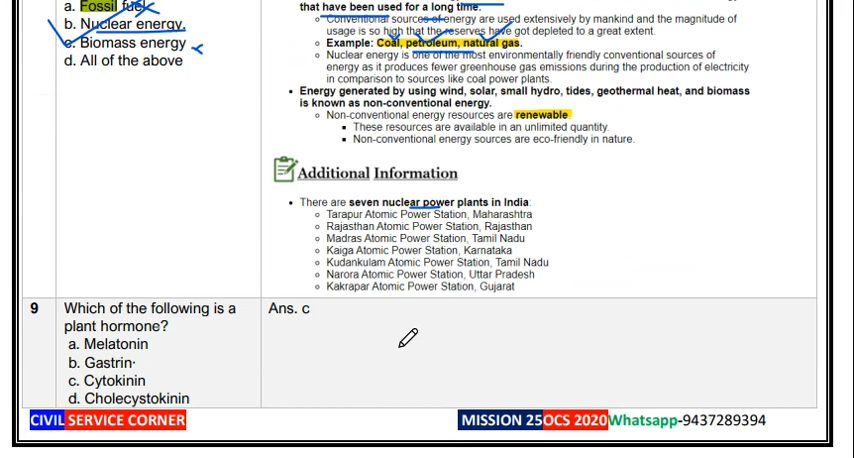 a. Fossil fuel
b. Nuclear energy.
c. Biomass energy
d. All of the above
that have been used for a long time.
Conventional sources of energy are used extensively by mankind and the magnitude of
usage is so high that the reserves have got depleted to a great extent.
Example: Coal, petroleum, natural gas.
Nuclear energy is one of the most environmentally friendly conventional sources of
energy as it produces fewer greenhouse gas emissions during the production of electricity
in comparison to sources like coal power plants.
Energy generated by using wind, solar, small hydro, tides, geothermal heat, and biomass
is known as non-conventional energy.
Non-conventional energy resources are renewable
These resources are available in an unlimited quantity.
Non-conventional energy sources are eco-friendly in nature.
Additional Information
There are seven nuclear power plants in India
Tarapur Atomic Power Station, Maharashtra
Rajasthan Atomic Power Station, Rajasthan
Madras Atomic Power Station, Tamil Nadu
Kaiga Atomic Power Station, Karnataka
Kudankulam Atomic Power Station, Tamil Nadu
Narora Atomic Power Station, Uttar Pradesh
Kakrapar Atomic Power Station, Gujarat
9 Which of the following is a
plant hormone?
a. Melatonin
b. Gastrin·
c. Cytokinin
d. Cholecystokinin
Ans. c
CIVIL SERVICE CORNER
MISSION 25OCS 2020Whatsapp-9437289394